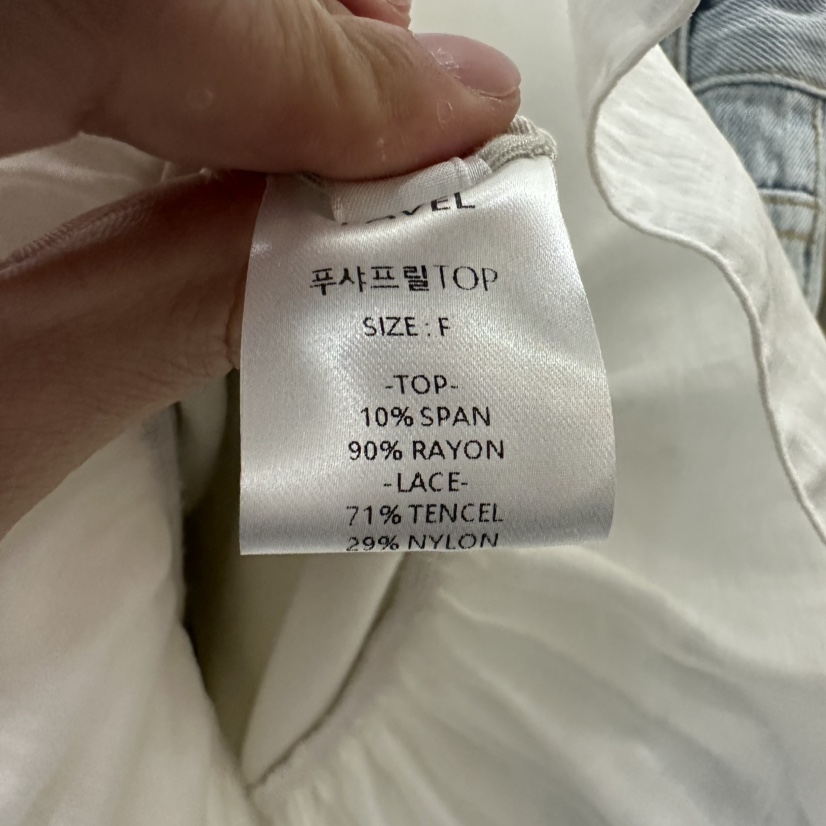 푸샤프릴TOP
SIZE : F
-TOP-
10% SPAN
90% RAYON
-LACE-
71% TENCEL
29% NYLON